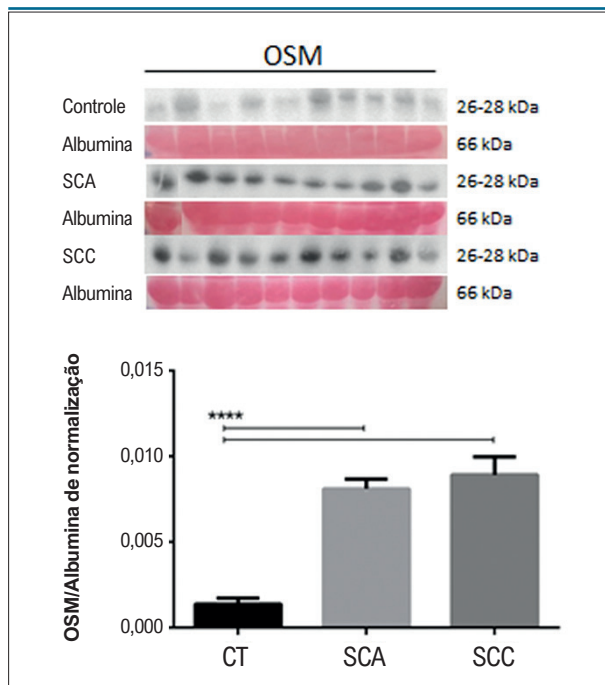 OSM
Controle 26-28 kDa
Albumina 66 kDa
SCA 26-28 kDa
Albumina 66 kDa
SCC 26-28 kDa
Albumina 66 kDa
OSM/Albumina de normalização
0,015
0,010
0,005
0,000
****
CT SCA SCC